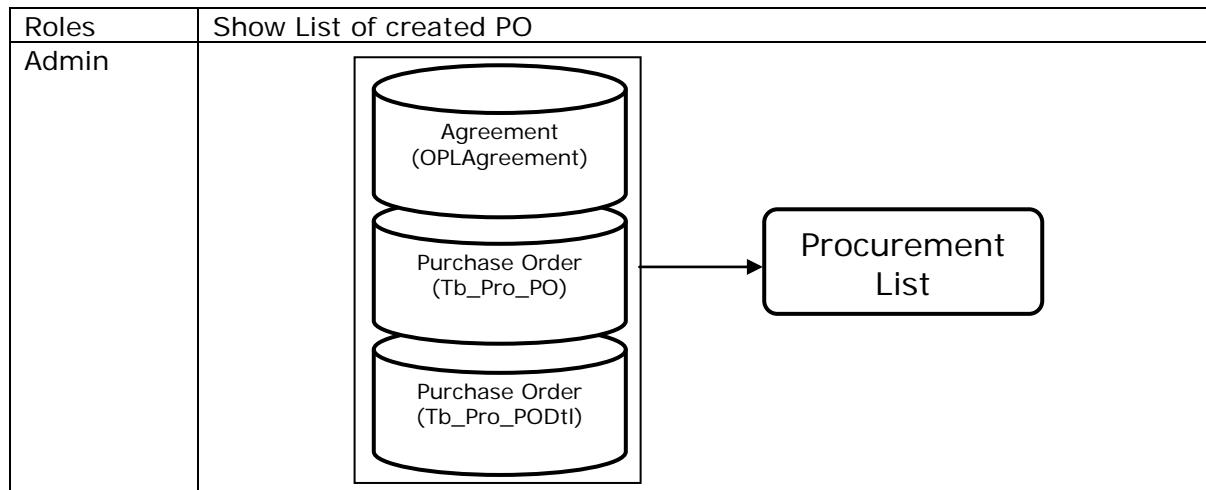 Roles
Show List of created PO
Admin
Agreement
(OPLAgreement)
Purchase Order
(Tb_Pro_PO)
Purchase Order
(Tb_Pro_PODtl)
Procurement
List